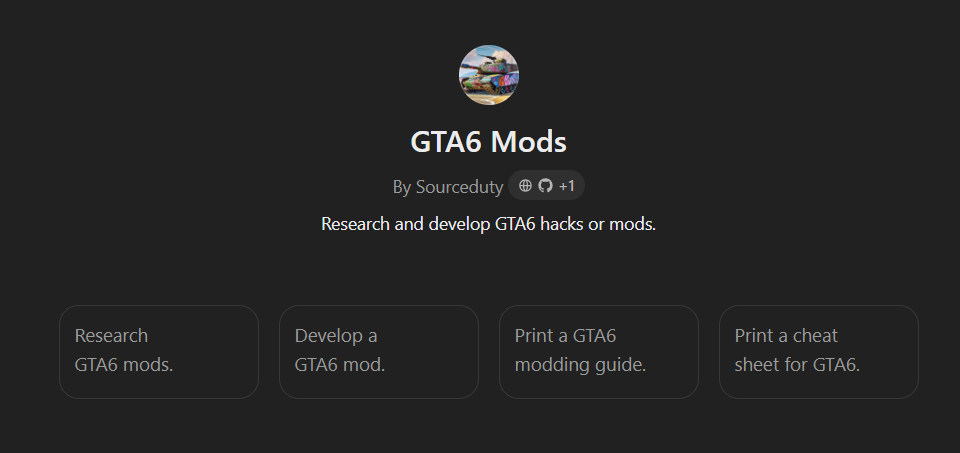 GTA6 Mods
By Sourceduty +1
Research and develop GTA6 hacks or mods.
Research
GTA6 mods.
Develop a
GTA6 mod.
Print a GTA6
modding guide.
Print a cheat
sheet for GTA6.